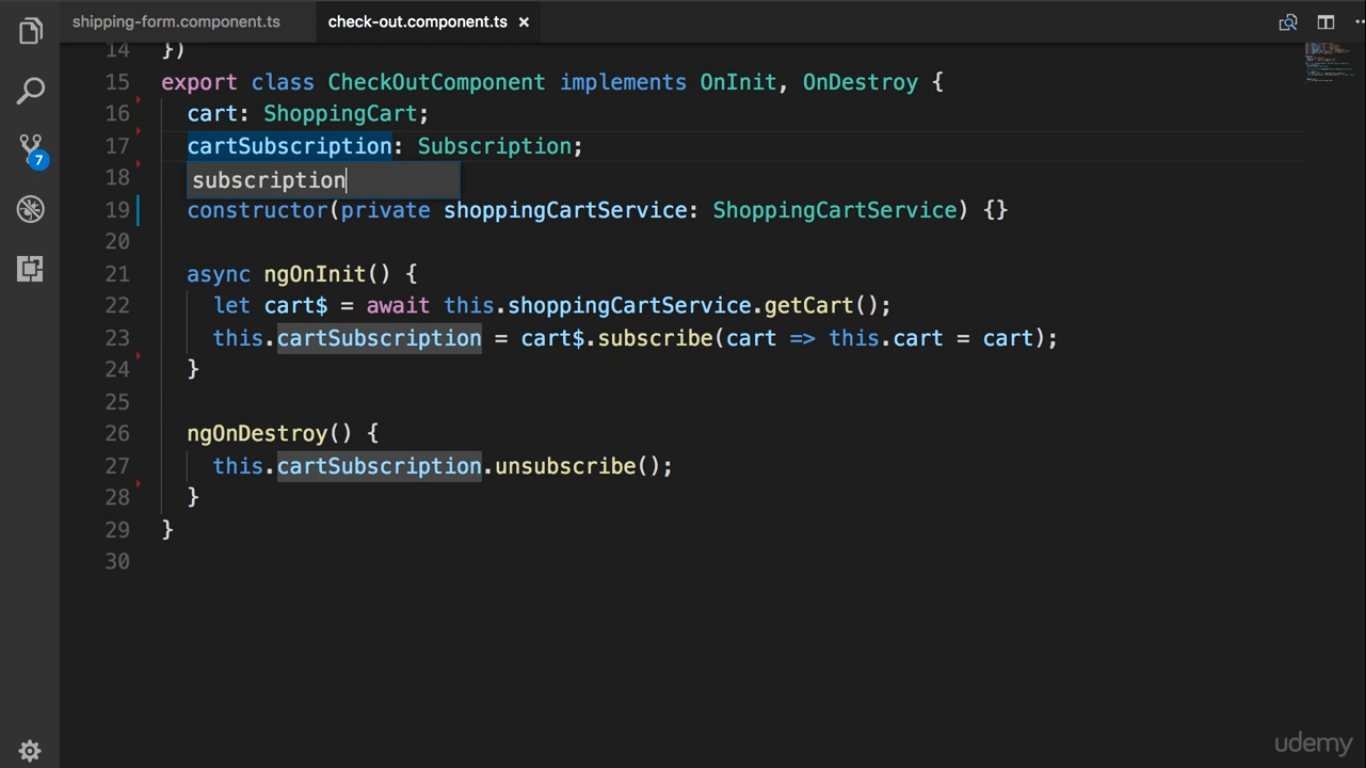 shipping-form.component.ts check-out.component.ts ×
14 })
15 export class CheckOutComponent implements OnInit, OnDestroy {
16 cart: ShoppingCart;
17 cartSubscription: Subscription;
18 subscription
19 constructor(private shoppingCartService: ShoppingCartService) {}
20
21 async ngOnInit() {
22 let cart$ = await this.shoppingCartService.getCart();
23 this.cartSubscription = cart$.subscribe(cart => this.cart = cart);
24 }
25
26 ngOnDestroy() {
27 this.cartSubscription.unsubscribe();
28 }
29 }
30
7
udemy